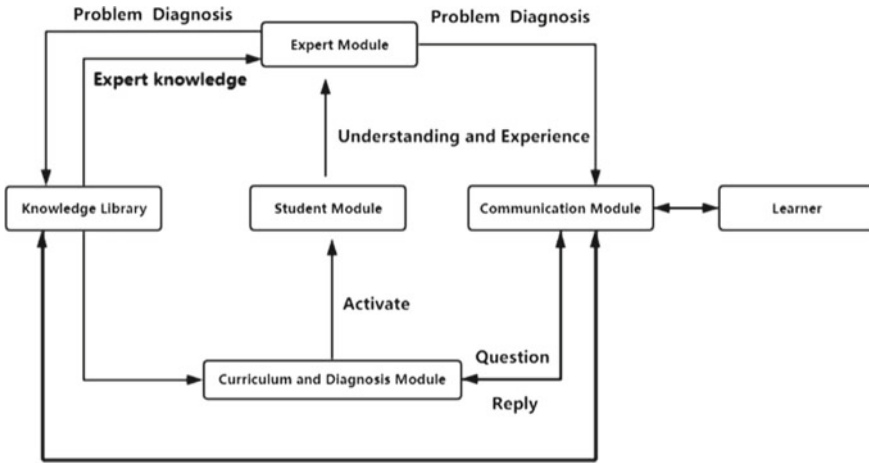 Problem Diagnosis
Problem Diagnosis
Expert Module
Expert knowledge
Understanding and Experience
Knowledge Library
Student Module
Communication Module
Learner
Activate
Question
Curriculum and Diagnosis Module
Reply